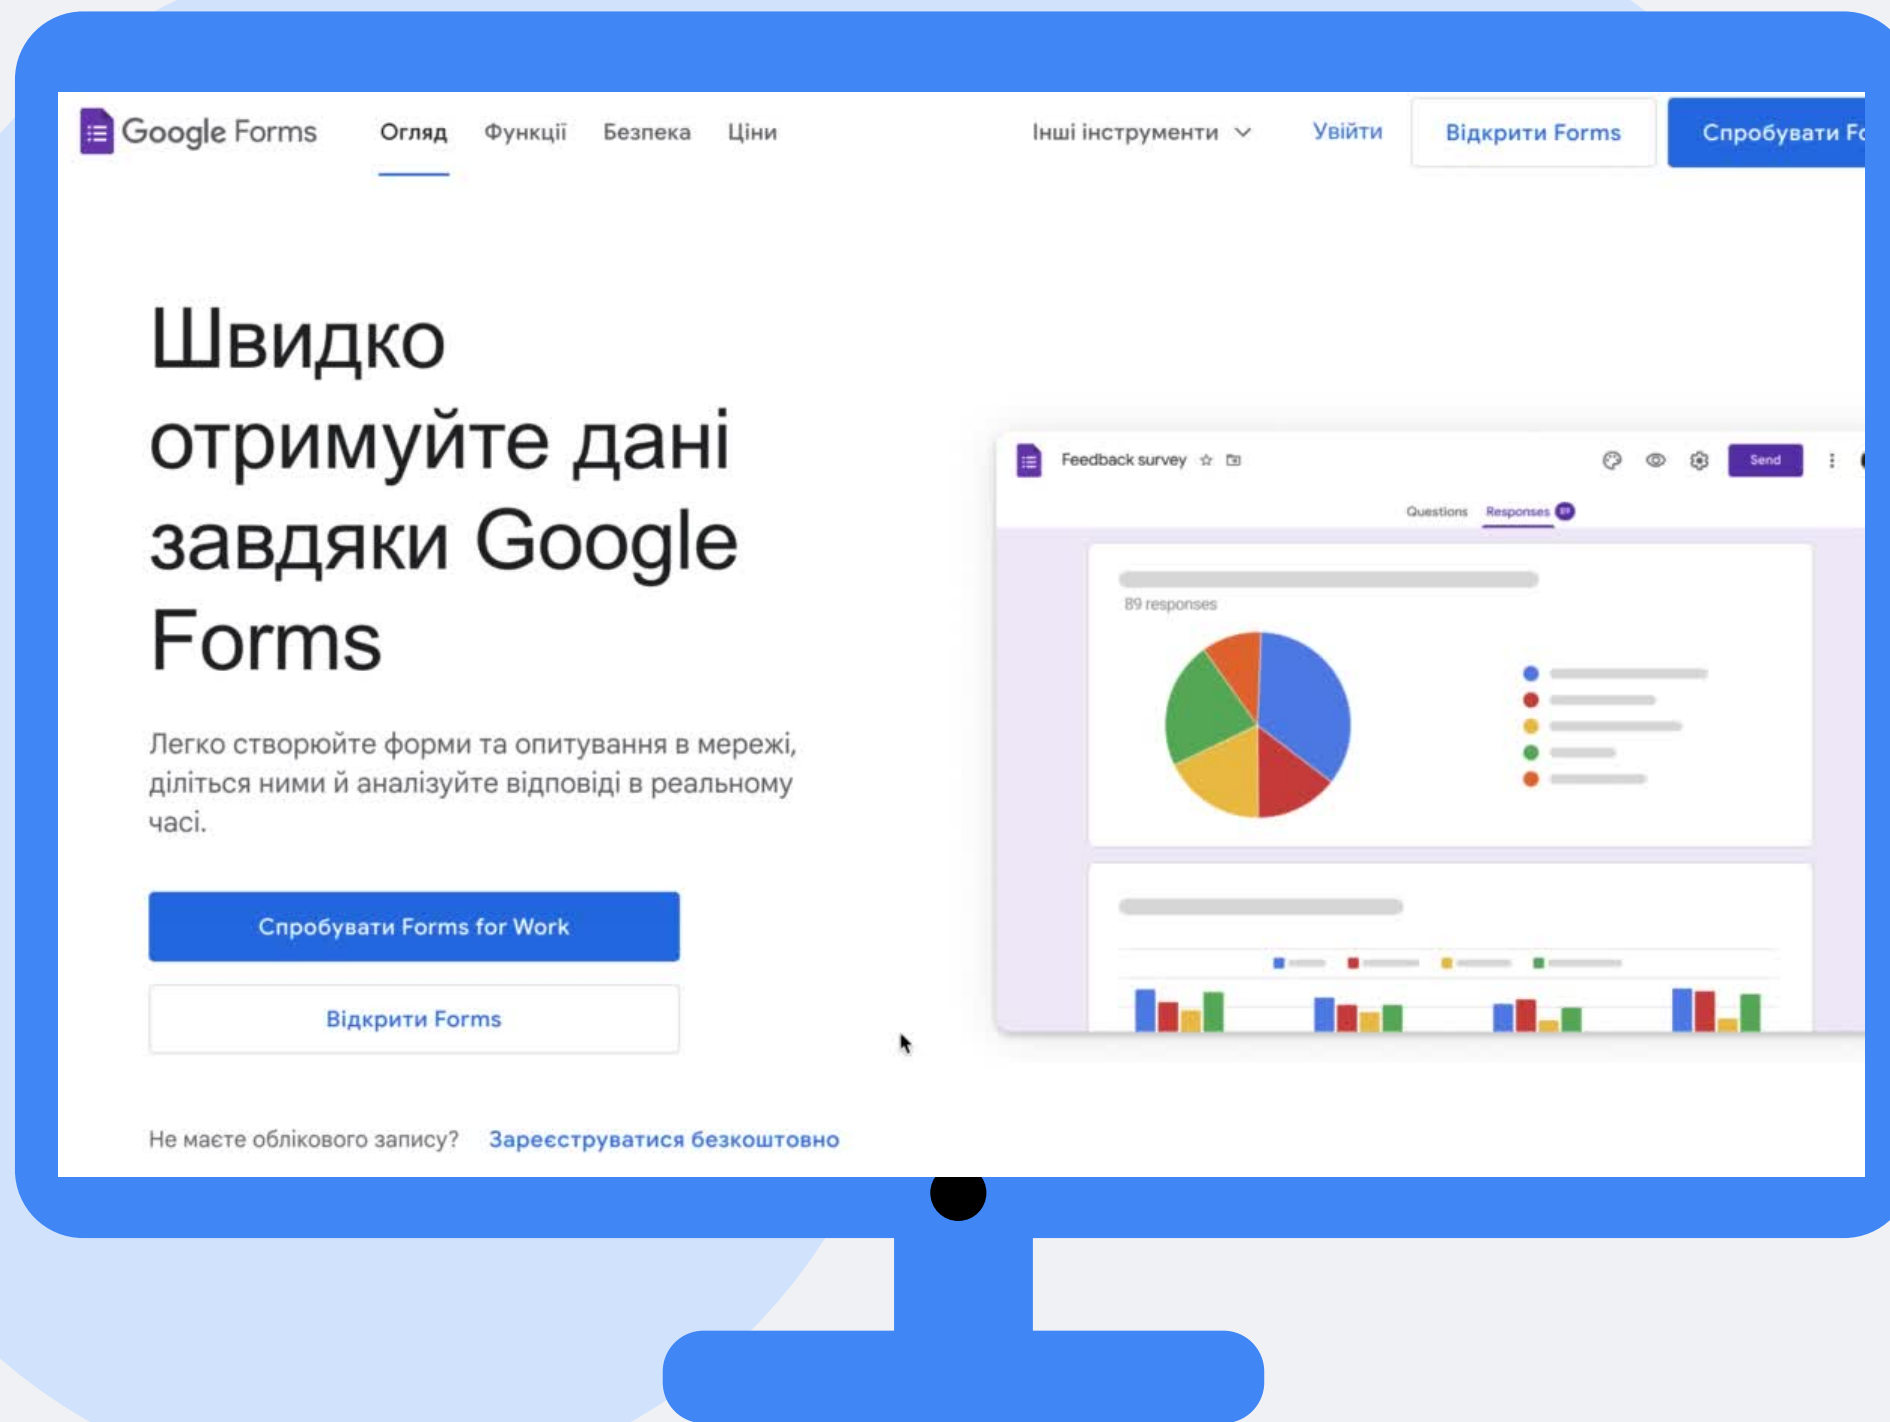 Google Forms
Огляд
Функції
Безпека
Ціни
Інші інструменти
Увійти
Відкрити Forms
Спробувати
Швидко
отримуйте дані
завдяки Google
Forms
Легко створюйте форми та опитування в мережі,
діліться ними й аналізуйте відповіді в реальному
часі.
Спробувати Forms for Work
Відкрити Forms
Не маєте облікового запису? Зареєструватися безкоштовно
Feedback survey
Send
Questions Responses
89 responses